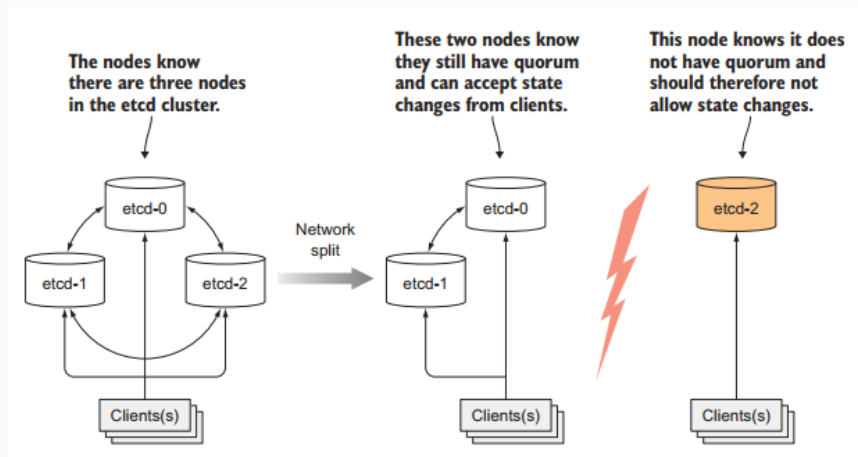 The nodes know
there are three nodes
in the etcd cluster.
These two nodes know
they still have quorum
and can accept state
changes from clients.
This node knows it does
not have quorum and
should therefore not
allow state changes.
etcd-0
etcd-1
etcd-2
Clients(s)
Network
split
etcd-0
etcd-1
Clients(s)
etcd-2
Clients(s)